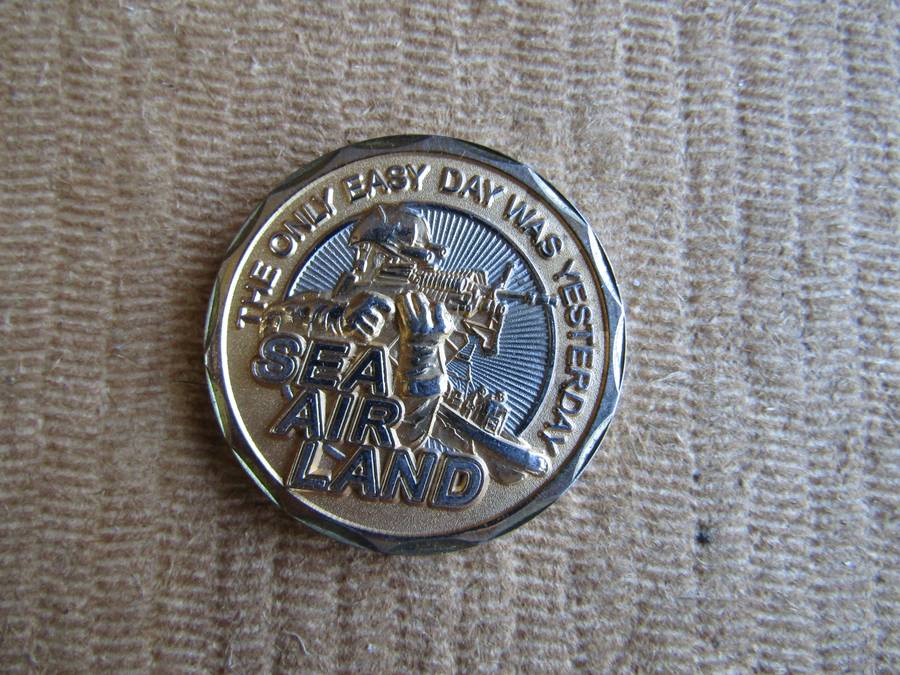 THE ONLY EASY DAY WAS YESTERDAY
SEA
AIR
LAND